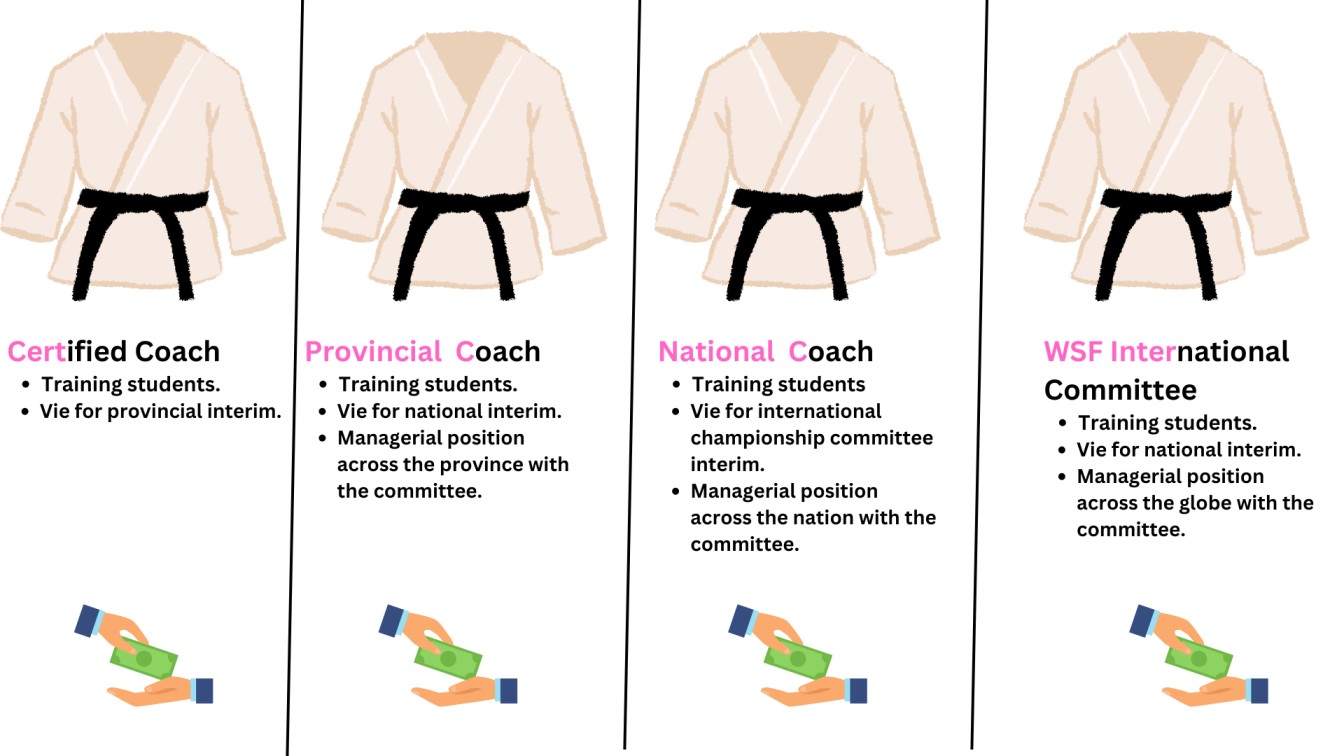 Certified Coach
• Training students.
• Vie for provincial interim.
Provincial Coach
• Training students.
• Vie for national interim.
• Managerial position
across the province with
the committee.
National Coach
• Training students
• Vie for international
championship committee
interim.
• Managerial position
across the nation with the
committee.
WSF International
Committee
• Training students.
• Vie for national interim.
• Managerial position
across the globe with the
committee.